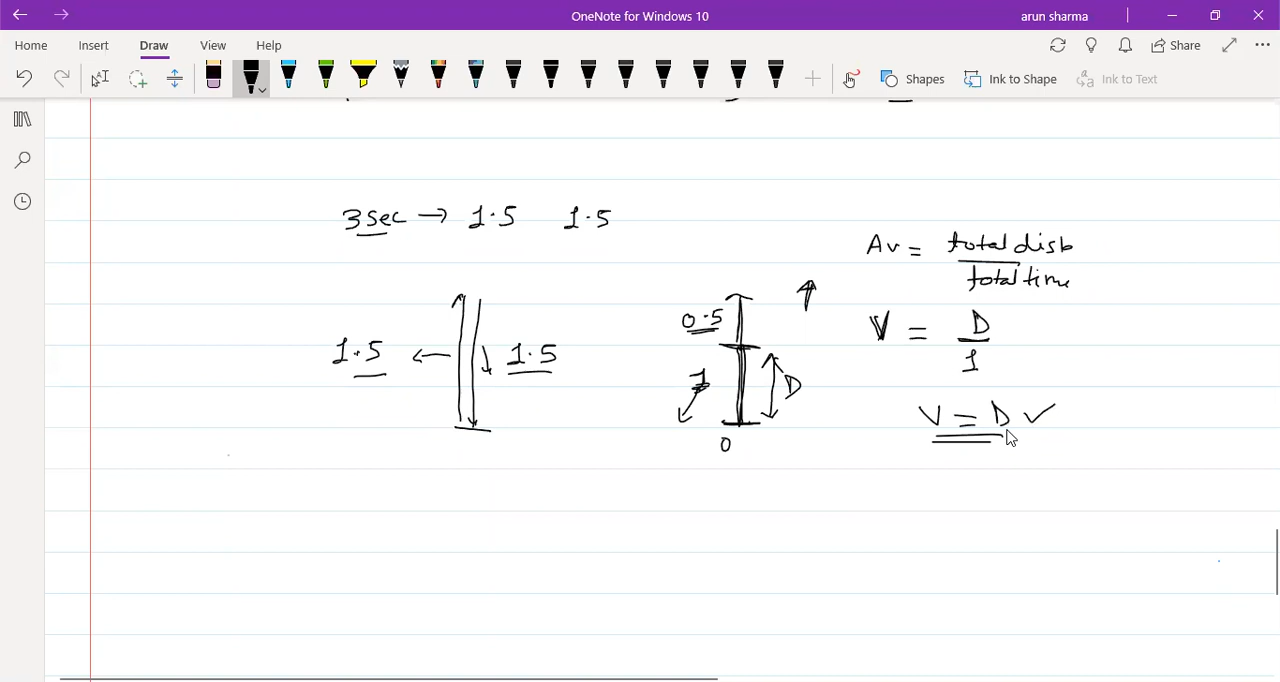 OneNote for Windows 10
arun sharma
Home Insert Draw View Help
Share
Shapes
Ink to Shape
Ink to Text
3sec → 1.5 1.5
Av = total dist
total time
1.5 ← 1.5
0.5
1
D
0
V = D
1
V = D ✓